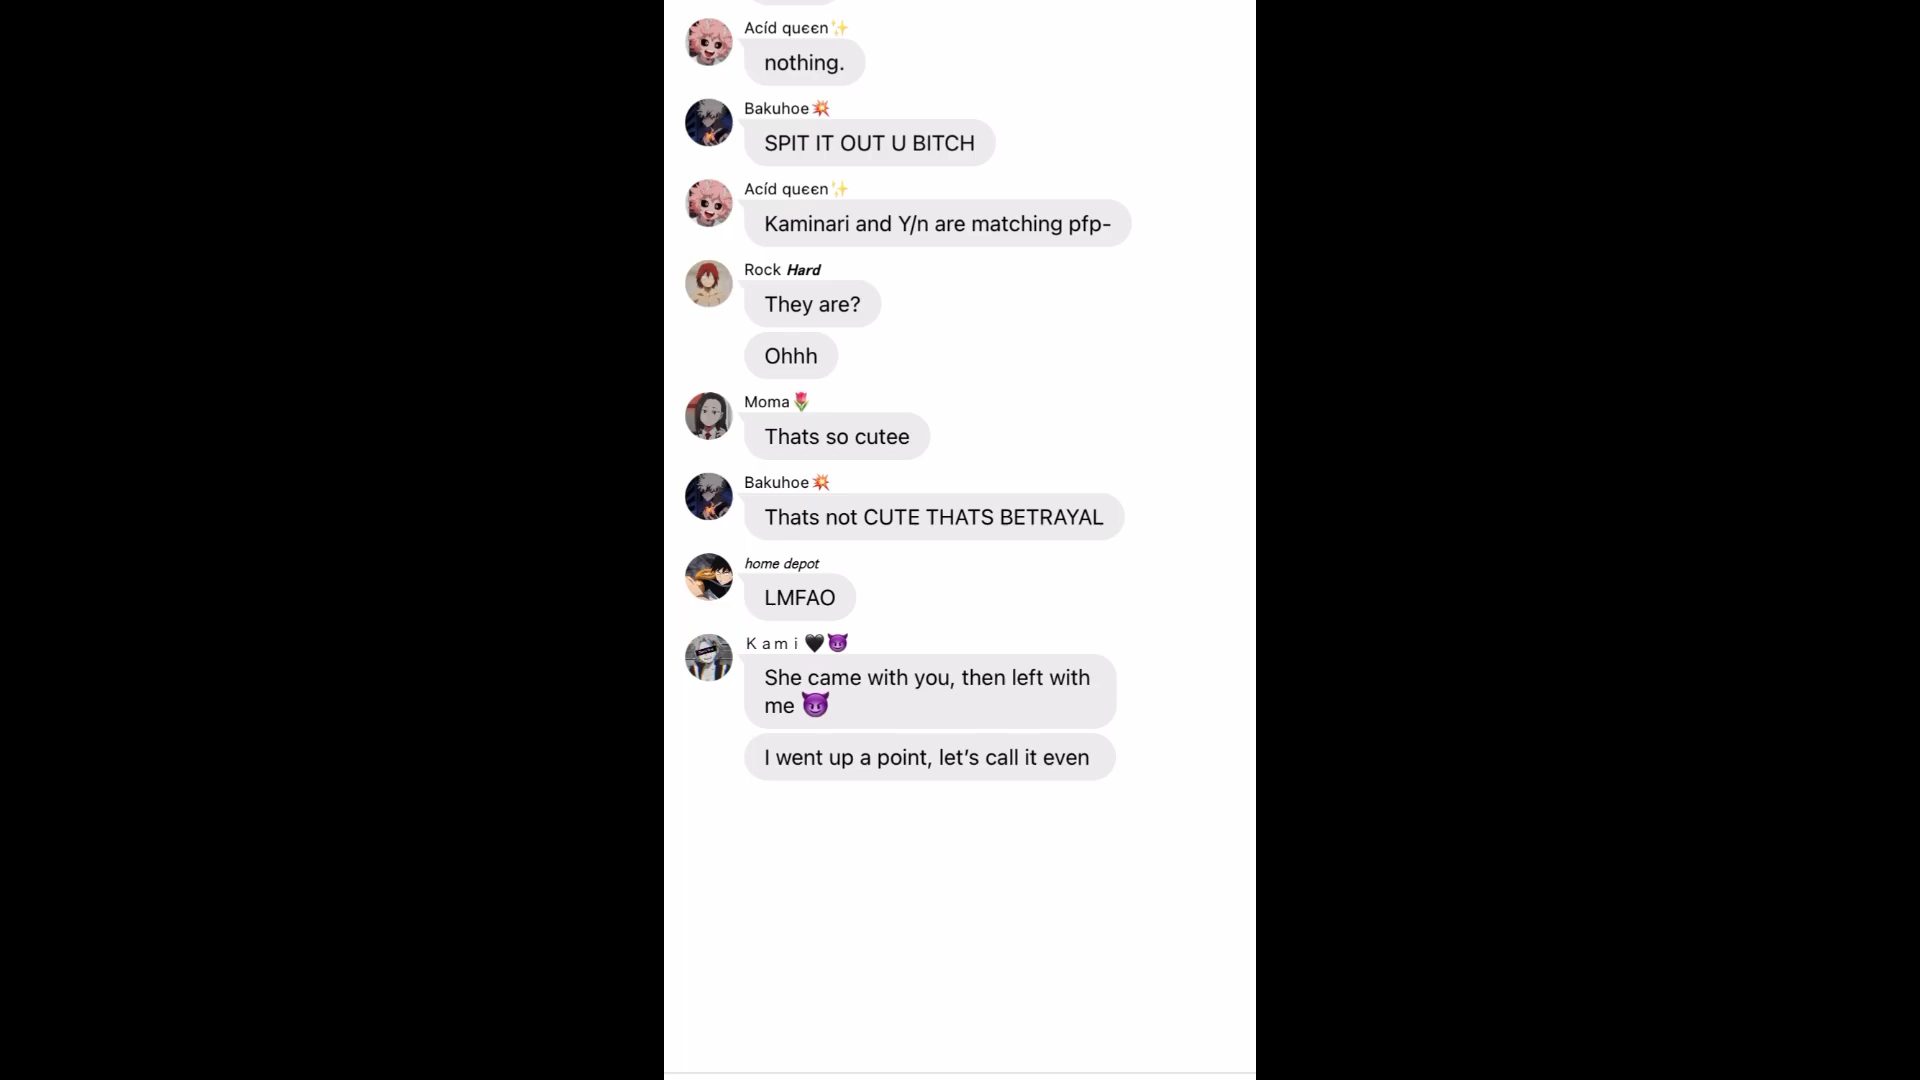 Acíd quєєn✨
nothing.
Bakuhoe💥
SPIT IT OUT U BITCH
Acíd quєєn✨
Kaminari and Y/n are matching pfp-
Rock 𝙃𝙖𝙧𝙙
They are?
Ohhh
Moma🌷
Thats so cutee
Bakuhoe💥
Thats not CUTE THATS BETRAYAL
𝘩𝘰𝘮𝘦 𝘥𝘦𝘱𝘰𝘵
LMFAO
Ｋａｍｉ🖤😈
She came with you, then left with
me 😈
I went up a point, let’s call it even